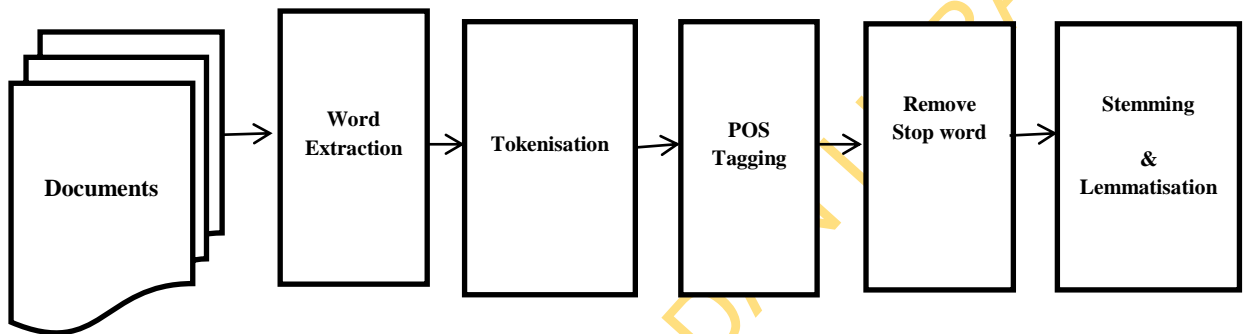 Documents
Word
Extraction
Tokenisation
POS
Tagging
Remove
Stop word
Stemming
&
Lemmatisation